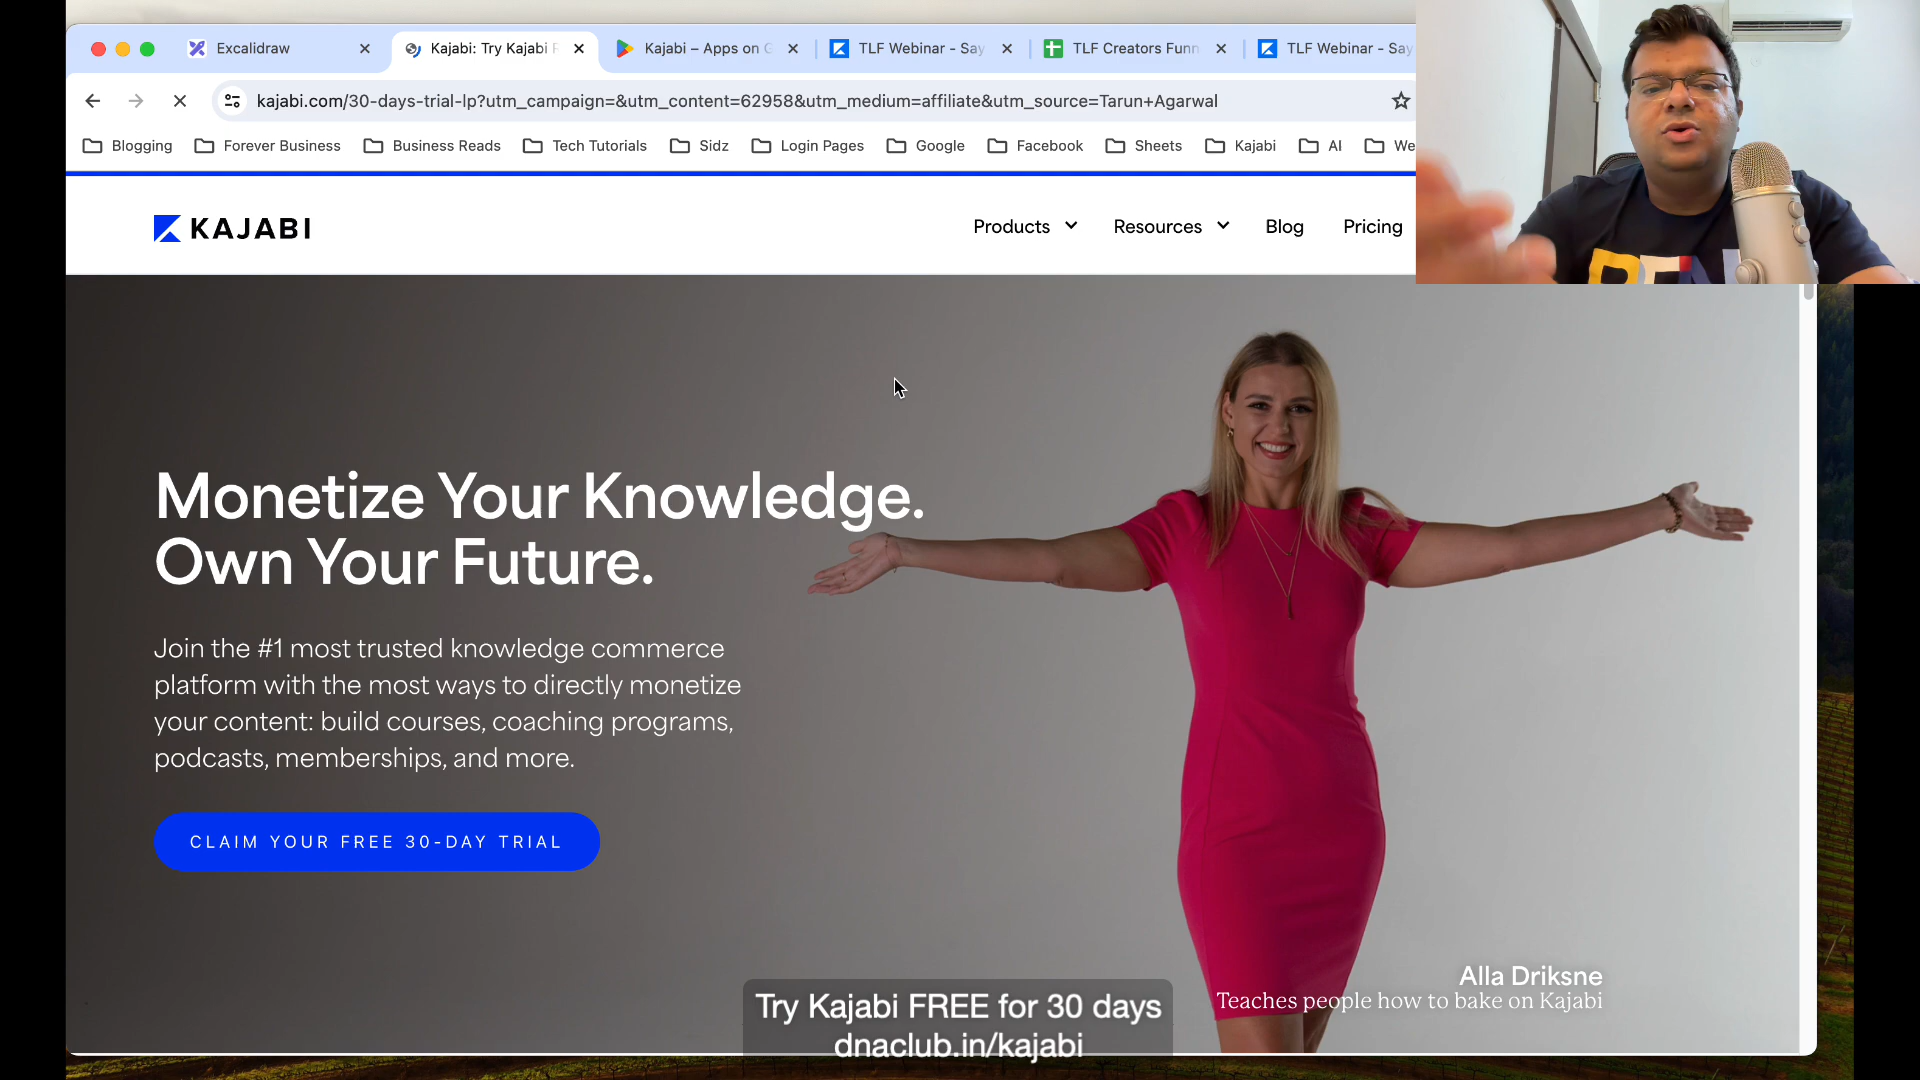 Excalidraw
Kajabi: Try Kajabi
Kajabi – Apps on G
TLF Webinar - Say
TLF Creators Funn
TLF Webinar - Say
kajabi.com/30-days-trial-lp?utm_campaign=&utm_content=62958&utm_medium=affiliate&utm_source=Tarun+Agarwal
Blogging
Forever Business
Business Reads
Tech Tutorials
Sidz
Login Pages
Google
Facebook
Sheets
Kajabi
AI
We
KAJABI
Products
Resources
Blog
Pricing
Monetize Your Knowledge.
Own Your Future.
Join the #1 most trusted knowledge commerce
platform with the most ways to directly monetize
your content: build courses, coaching programs,
podcasts, memberships, and more.
CLAIM YOUR FREE 30-DAY TRIAL
Alla Driksne
Teaches people how to bake on Kajabi
Try Kajabi FREE for 30 days
dnaclub.in/kajabi